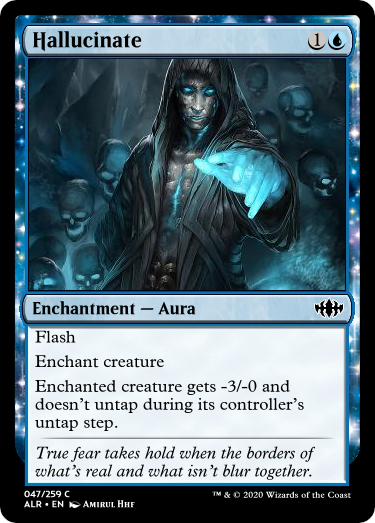 Hallucinate 1
Enchantment — Aura
Flash
Enchant creature
Enchanted creature gets -3/-0 and
doesn't untap during its controller's
untap step.
True fear takes hold when the borders of
what's real and what isn't blur together.
047/259 C
ALR • EN Amirul Hhf ™ & © 2020 Wizards of the Coast